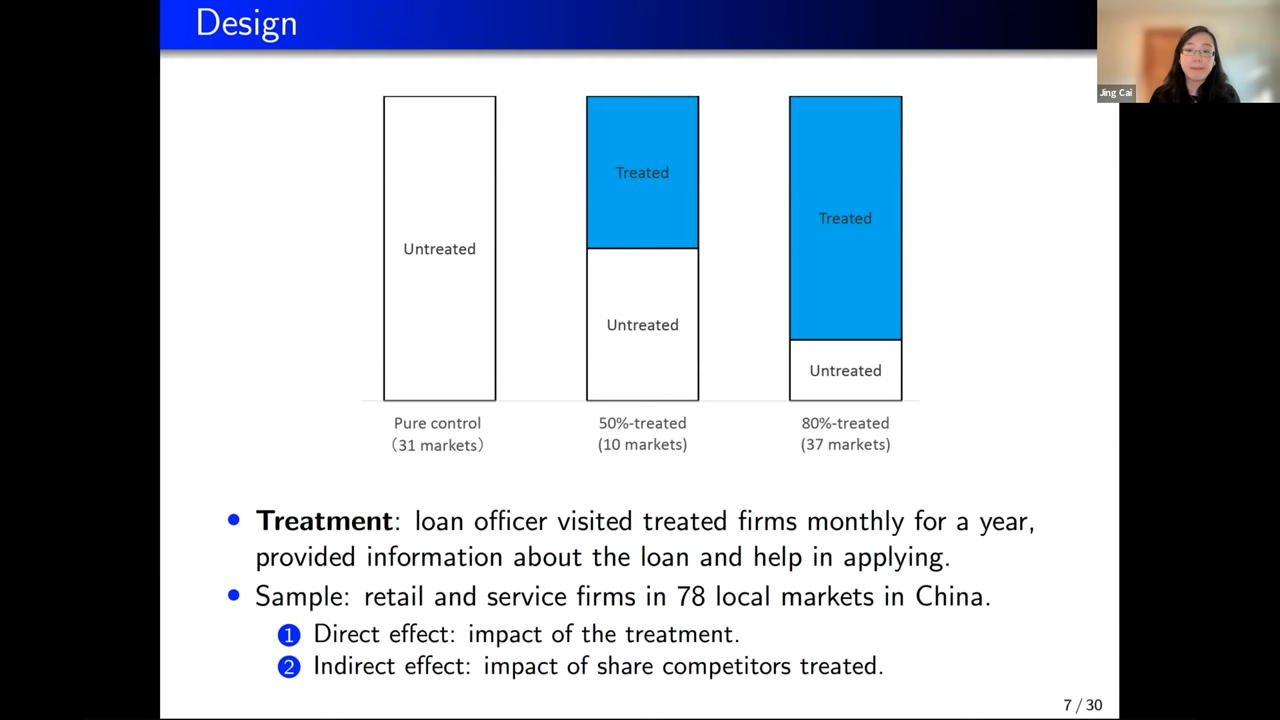 Design
Jing Cai
Untreated
Treated
Untreated
Treated
Untreated
Pure control
（31 markets）
50%-treated
(10 markets)
80%-treated
(37 markets)
Treatment: loan officer visited treated firms monthly for a year,
provided information about the loan and help in applying.
Sample: retail and service firms in 78 local markets in China.
1 Direct effect: impact of the treatment.
2 Indirect effect: impact of share competitors treated.
7 / 30